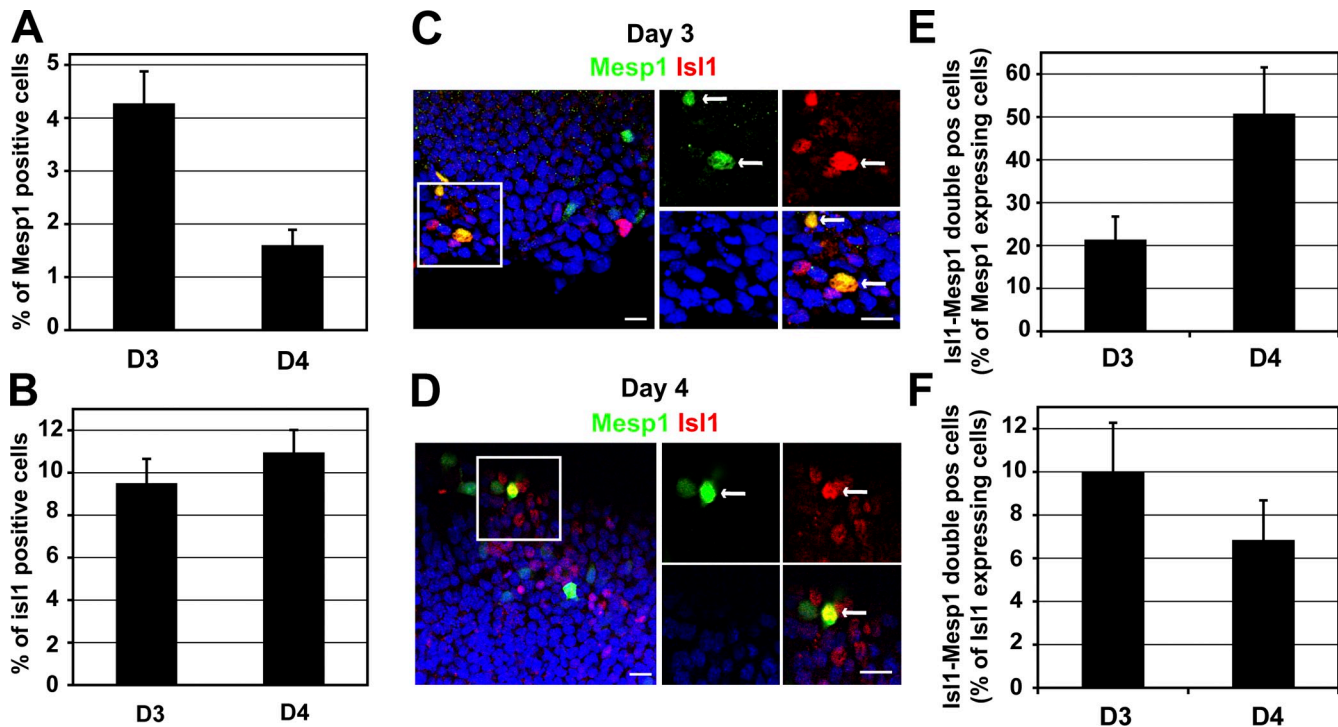 A
% of Mesp1 positive cells
5
4
3
2
1
0
D3 D4
B
% of isl1 positive cells
12
10
8
6
4
2
0
D3 D4
C
Day 3
Mesp1 Isl1
D
Day 4
Mesp1 Isl1
E
Isl1-Mesp1 double pos cells
(% of Mesp1 expressing cells)
60
50
40
30
20
10
0
D3 D4
F
Isl1-Mesp1 double pos cells
(% of Isl1 expressing cells)
12
10
8
6
4
2
0
D3 D4